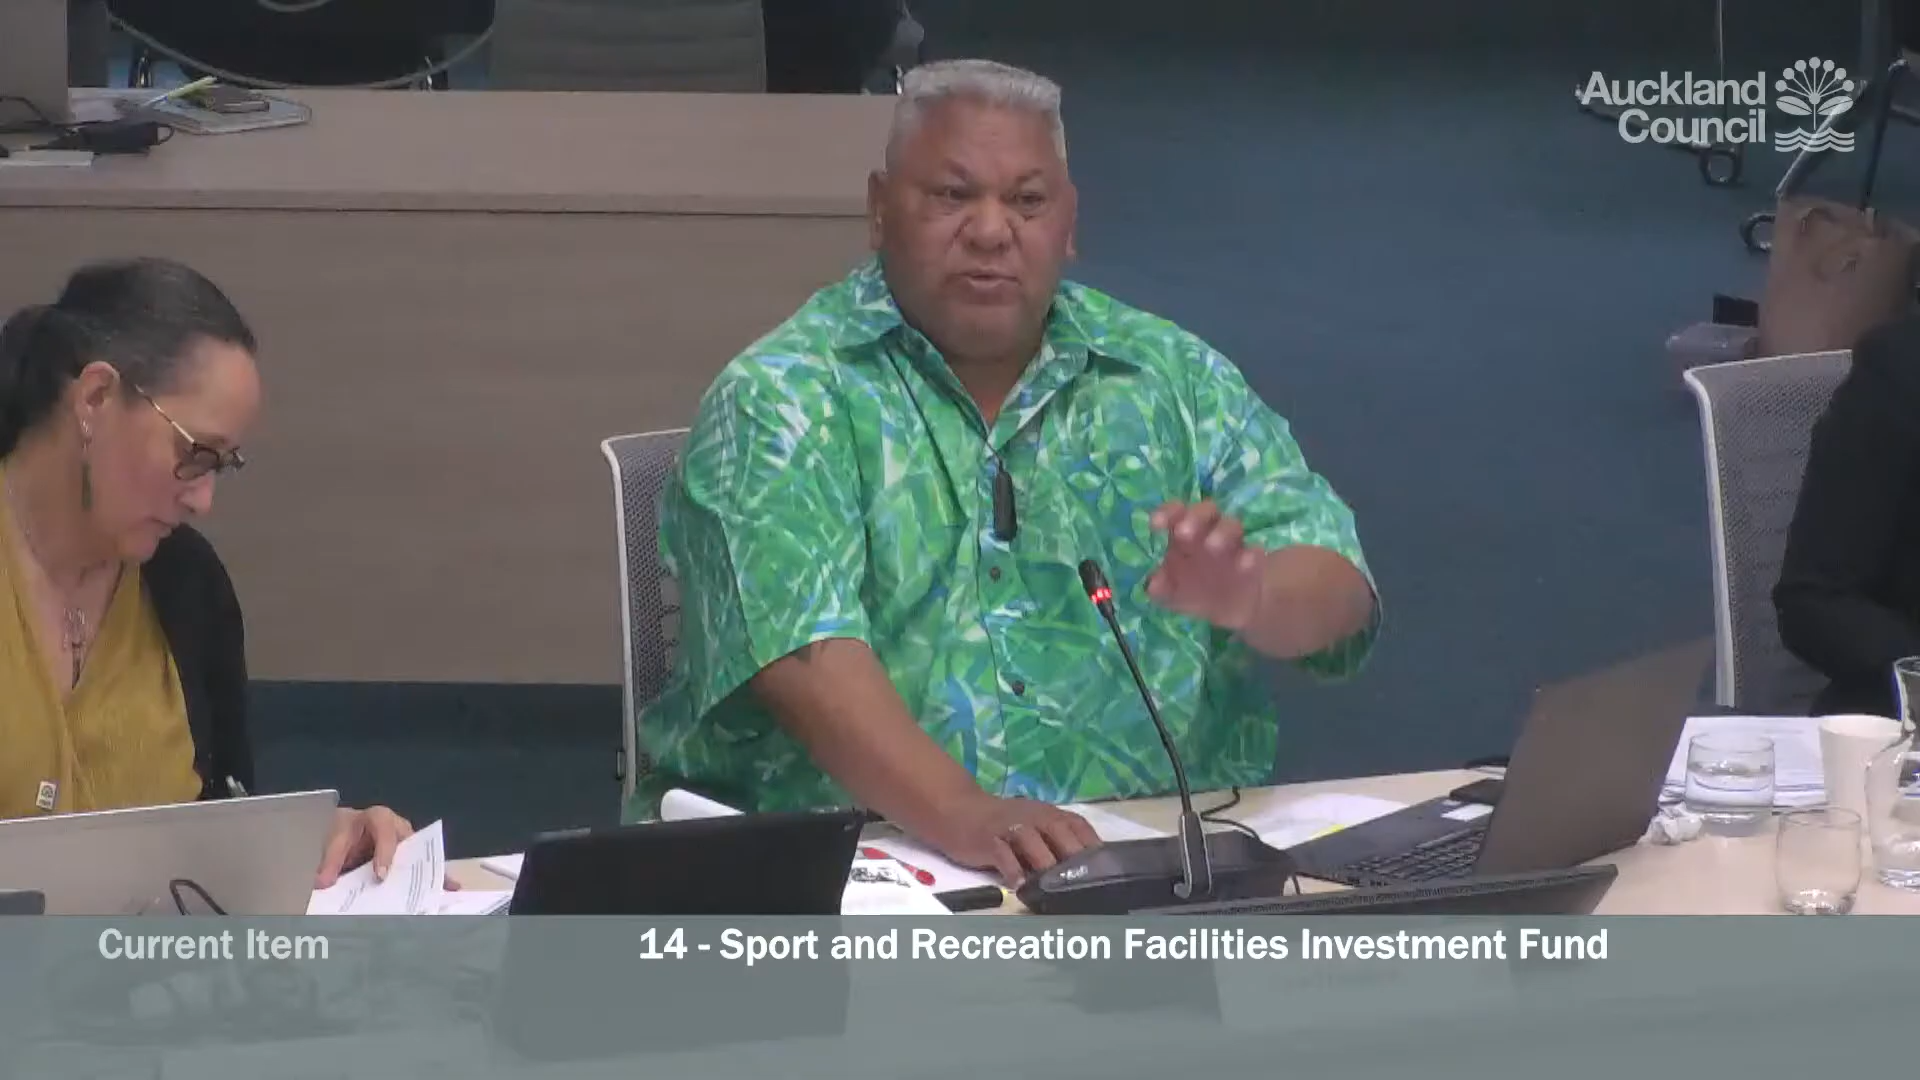 Auckland
Council
Current Item
14 - Sport and Recreation Facilities Investment Fund